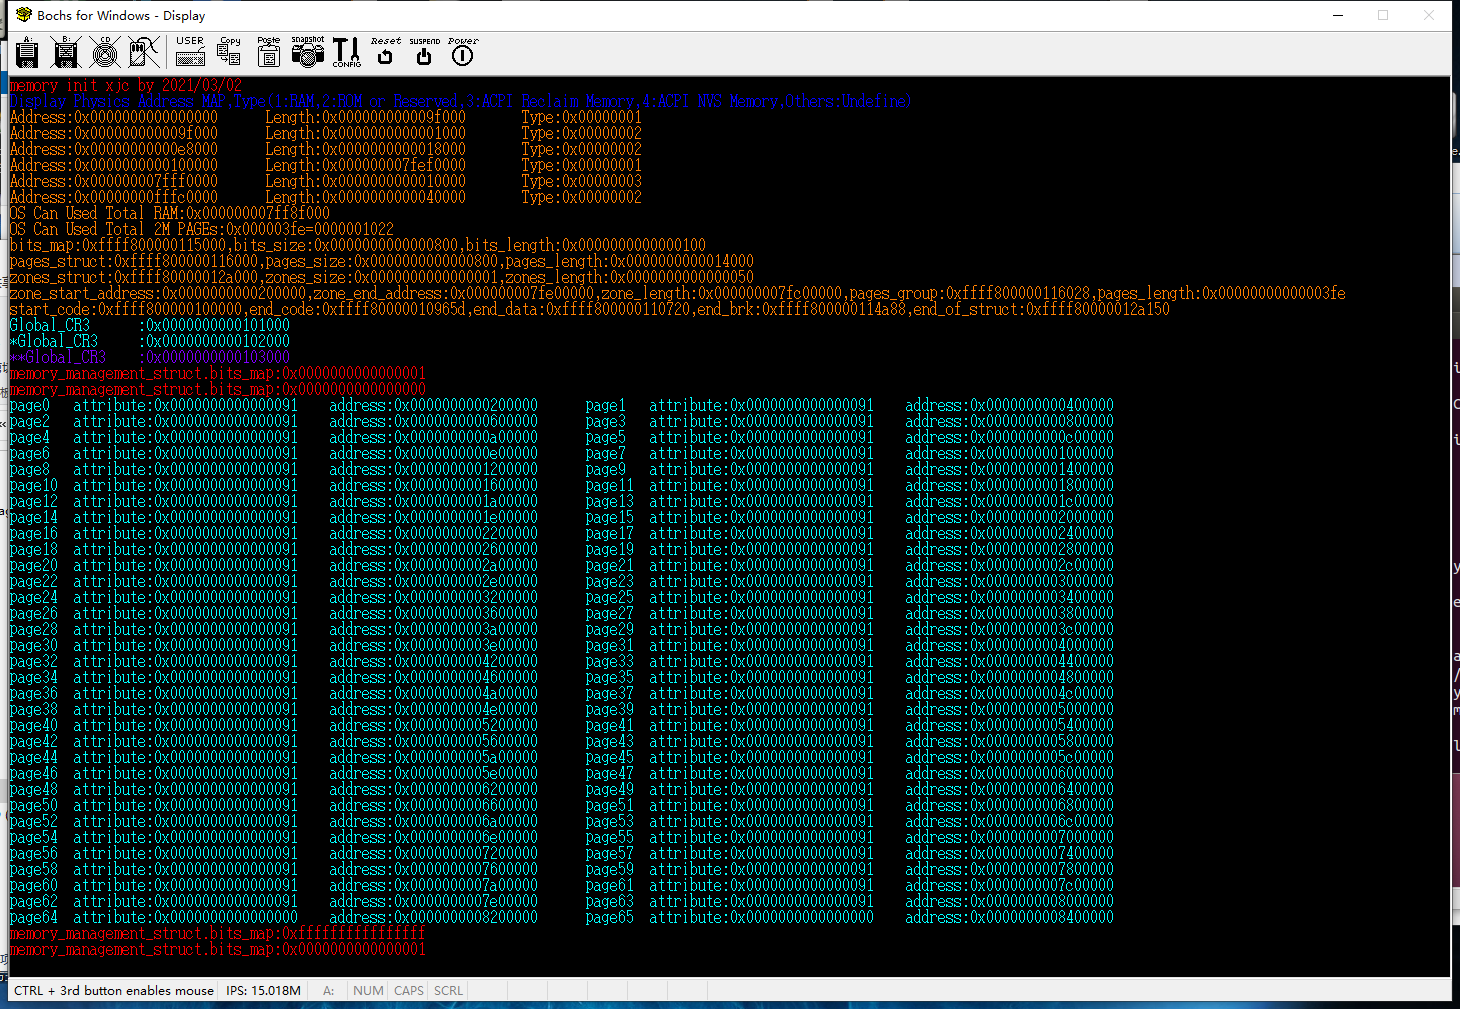 Bochs for Windows - Display
A: B: CD USER Copy Paste snapshot CONFIG Reset SUSPEND Power
memory init xjc by 2021/03/02
Display Physics Address MAP,Type(1:RAM,2:ROM or Reserved,3:ACPI Reclaim Memory,4:ACPI NVS Memory,Others:Undefine)
Address:0x0000000000000000 Length:0x000000000009f000 Type:0x00000001
Address:0x000000000009f000 Length:0x0000000000001000 Type:0x00000002
Address:0x00000000000e8000 Length:0x0000000000018000 Type:0x00000002
Address:0x0000000000100000 Length:0x000000007fef0000 Type:0x00000001
Address:0x000000007fff0000 Length:0x0000000000010000 Type:0x00000003
Address:0x00000000fffc0000 Length:0x0000000000040000 Type:0x00000002
OS Can Used Total RAM:0x000000007ff8f000
OS Can Used Total 2M PAGEs:0x000003fe=0000001022
bits_map:0xffff800000115000,bits_size:0x0000000000000800,bits_length:0x0000000000000100
pages_struct:0xffff800000116000,pages_size:0x0000000000000800,pages_length:0x0000000000014000
zones_struct:0xffff80000012a000,zones_size:0x0000000000000001,zones_length:0x0000000000000050
zone_start_address:0x0000000000200000,zone_end_address:0x000000007fe00000,zone_length:0x000000007fc00000,pages_group:0xffff800000116028,pages_length:0x00000000000003fe
start_code:0xffff800000100000,end_code:0xffff80000010965d,end_data:0xffff800000110720,end_brk:0xffff800000114a88,end_of_struct:0xffff80000012a150
Global_CR3 :0x0000000000101000
*Global_CR3 :0x0000000000102000
**Global_CR3 :0x0000000000103000
memory_management_struct.bits_map:0x0000000000000001
memory_management_struct.bits_map:0x0000000000000000
page0 attribute:0x0000000000000091 address:0x0000000000200000 page1 attribute:0x0000000000000091 address:0x0000000000400000
page2 attribute:0x0000000000000091 address:0x0000000000600000 page3 attribute:0x0000000000000091 address:0x0000000000800000
page4 attribute:0x0000000000000091 address:0x0000000000a00000 page5 attribute:0x0000000000000091 address:0x0000000000c00000
page6 attribute:0x0000000000000091 address:0x0000000000e00000 page7 attribute:0x0000000000000091 address:0x0000000001000000
page8 attribute:0x0000000000000091 address:0x0000000001200000 page9 attribute:0x0000000000000091 address:0x0000000001400000
page10 attribute:0x0000000000000091 address:0x0000000001600000 page11 attribute:0x0000000000000091 address:0x0000000001800000
page12 attribute:0x0000000000000091 address:0x0000000001a00000 page13 attribute:0x0000000000000091 address:0x0000000001c00000
page14 attribute:0x0000000000000091 address:0x0000000001e00000 page15 attribute:0x0000000000000091 address:0x0000000002000000
page16 attribute:0x0000000000000091 address:0x0000000002200000 page17 attribute:0x0000000000000091 address:0x0000000002400000
page18 attribute:0x0000000000000091 address:0x0000000002600000 page19 attribute:0x0000000000000091 address:0x0000000002800000
page20 attribute:0x0000000000000091 address:0x0000000002a00000 page21 attribute:0x0000000000000091 address:0x0000000002c00000
page22 attribute:0x0000000000000091 address:0x0000000002e00000 page23 attribute:0x0000000000000091 address:0x0000000003000000
page24 attribute:0x0000000000000091 address:0x0000000003200000 page25 attribute:0x0000000000000091 address:0x0000000003400000
page26 attribute:0x0000000000000091 address:0x0000000003600000 page27 attribute:0x0000000000000091 address:0x0000000003800000
page28 attribute:0x0000000000000091 address:0x0000000003a00000 page29 attribute:0x0000000000000091 address:0x0000000003c00000
page30 attribute:0x0000000000000091 address:0x0000000003e00000 page31 attribute:0x0000000000000091 address:0x0000000004000000
page32 attribute:0x0000000000000091 address:0x0000000004200000 page33 attribute:0x0000000000000091 address:0x0000000004400000
page34 attribute:0x0000000000000091 address:0x0000000004600000 page35 attribute:0x0000000000000091 address:0x0000000004800000
page36 attribute:0x0000000000000091 address:0x0000000004a00000 page37 attribute:0x0000000000000091 address:0x0000000004c00000
page38 attribute:0x0000000000000091 address:0x0000000004e00000 page39 attribute:0x0000000000000091 address:0x0000000005000000
page40 attribute:0x0000000000000091 address:0x0000000005200000 page41 attribute:0x0000000000000091 address:0x0000000005400000
page42 attribute:0x0000000000000091 address:0x0000000005600000 page43 attribute:0x0000000000000091 address:0x0000000005800000
page44 attribute:0x0000000000000091 address:0x0000000005a00000 page45 attribute:0x0000000000000091 address:0x0000000005c00000
page46 attribute:0x0000000000000091 address:0x0000000005e00000 page47 attribute:0x0000000000000091 address:0x0000000006000000
page48 attribute:0x0000000000000091 address:0x0000000006200000 page49 attribute:0x0000000000000091 address:0x0000000006400000
page50 attribute:0x0000000000000091 address:0x0000000006600000 page51 attribute:0x0000000000000091 address:0x0000000006800000
page52 attribute:0x0000000000000091 address:0x0000000006a00000 page53 attribute:0x0000000000000091 address:0x0000000006c00000
page54 attribute:0x0000000000000091 address:0x0000000006e00000 page55 attribute:0x0000000000000091 address:0x0000000007000000
page56 attribute:0x0000000000000091 address:0x0000000007200000 page57 attribute:0x0000000000000091 address:0x0000000007400000
page58 attribute:0x0000000000000091 address:0x0000000007600000 page59 attribute:0x0000000000000091 address:0x0000000007800000
page60 attribute:0x0000000000000091 address:0x0000000007a00000 page61 attribute:0x0000000000000091 address:0x0000000007c00000
page62 attribute:0x0000000000000091 address:0x0000000007e00000 page63 attribute:0x0000000000000091 address:0x0000000008000000
page64 attribute:0x0000000000000000 address:0x0000000008200000 page65 attribute:0x0000000000000000 address:0x0000000008400000
memory_management_struct.bits_map:0xffffffffffffffff
memory_management_struct.bits_map:0x0000000000000001
CTRL + 3rd button enables mouse IPS: 15.018M A: NUM CAPS SCRL